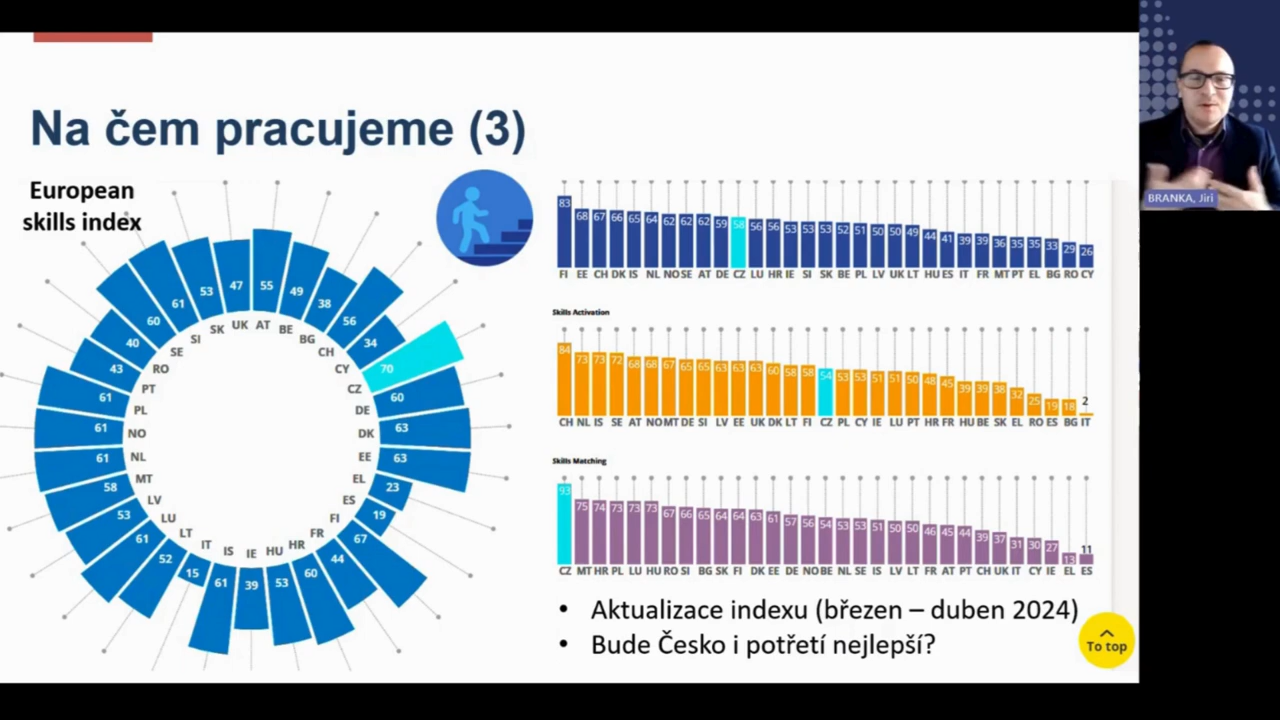 Na čem pracujeme (3)
European
skills index
55 49 38 56 34 70 60 63 63 23 19 67 44 60 53 39 61 15 52 61 53 58 61 61 61 43 40 60 61 53 47
AT BE BG CH CY CZ DE DK EE EL ES FI FR HR HU IE IS IT LT LU LV MT NL NO PL PT RO SE SI SK UK
83 68 67 66 65 64 62 62 62 59 58 56 56 53 53 53 52 51 50 50 49 44 41 39 39 36 35 35 33 29 26
FI EE CH DK IS NL NO SE AT DE CZ LU HR IE SI SK BE PL LV UK LT HU ES IT FR MT PT EL BG RO CY
Skills Activation
84 73 73 72 68 68 67 65 65 63 63 63 60 58 58 54 53 53 51 51 50 48 45 39 39 38 32 25 19 18 2
CH NL IS SE AT NO MT DE SI LV EE UK DK LT FI CZ PL CY IE LU PT HR FR HU BE SK EL RO ES BG IT
Skills Matching
93 75 74 73 73 73 67 66 65 64 64 63 61 57 56 54 53 53 51 50 50 46 45 44 39 37 31 30 27 13 11
CZ MT HR PL LU HU RO SI BG SK FI DK EE DE NO BE NL SE IS LV LT FR AT PT CH UK IT CY IE EL ES
• Aktualizace indexu (březen – duben 2024)
• Bude Česko i potřetí nejlepší?
To top
BRANKA, Jiri